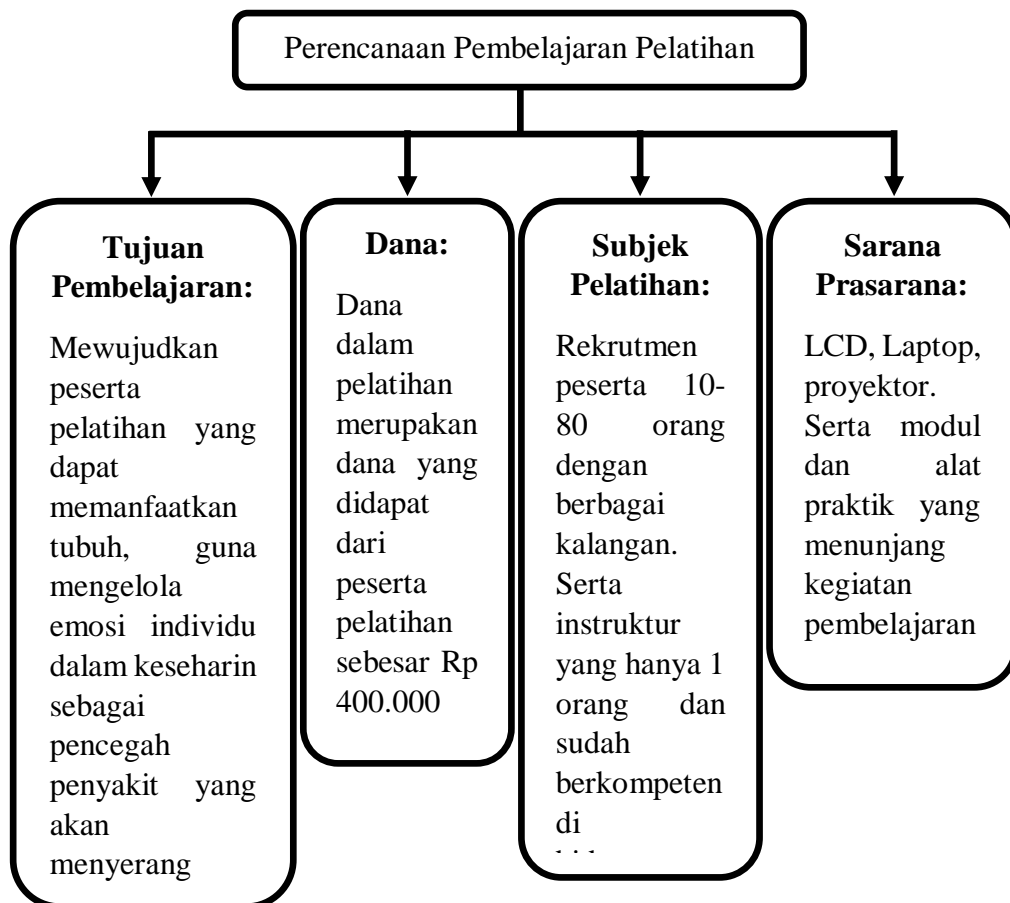 Perencanaan Pembelajaran Pelatihan
Tujuan
Pembelajaran:
Mewujudkan
peserta
pelatihan yang
dapat
memanfaatkan
tubuh, guna
mengelola
emosi individu
dalam keseharin
sebagai
pencegah
penyakit yang
akan
menyerang
Dana:
Dana
dalam
pelatihan
merupakan
dana yang
didapat
dari
peserta
pelatihan
sebesar Rp
400.000
Subjek
Pelatihan:
Rekrutmen
peserta 10-
80 orang
dengan
berbagai
kalangan.
Serta
instruktur
yang hanya 1
orang dan
sudah
berkompeten
di
Sarana
Prasarana:
LCD, Laptop,
proyektor.
Serta modul
dan alat
praktik yang
menunjang
kegiatan
pembelajaran